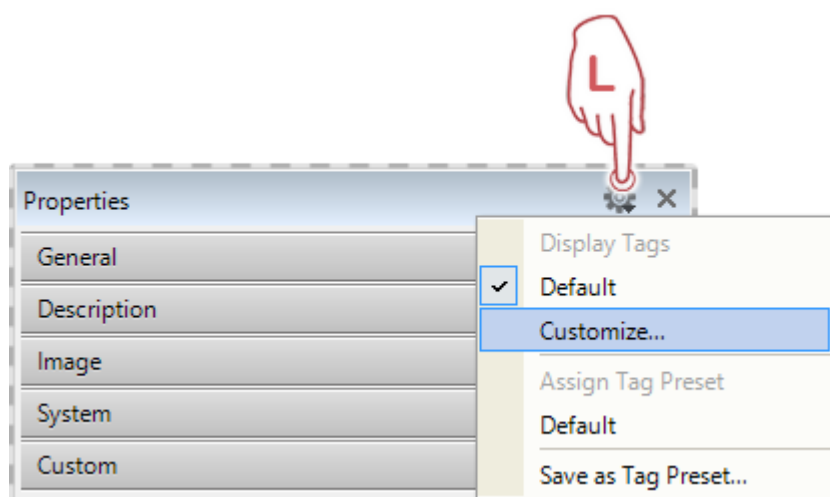 L
Properties
General
Description
Image
System
Custom
Display Tags
Default
Customize...
Assign Tag Preset
Default
Save as Tag Preset...